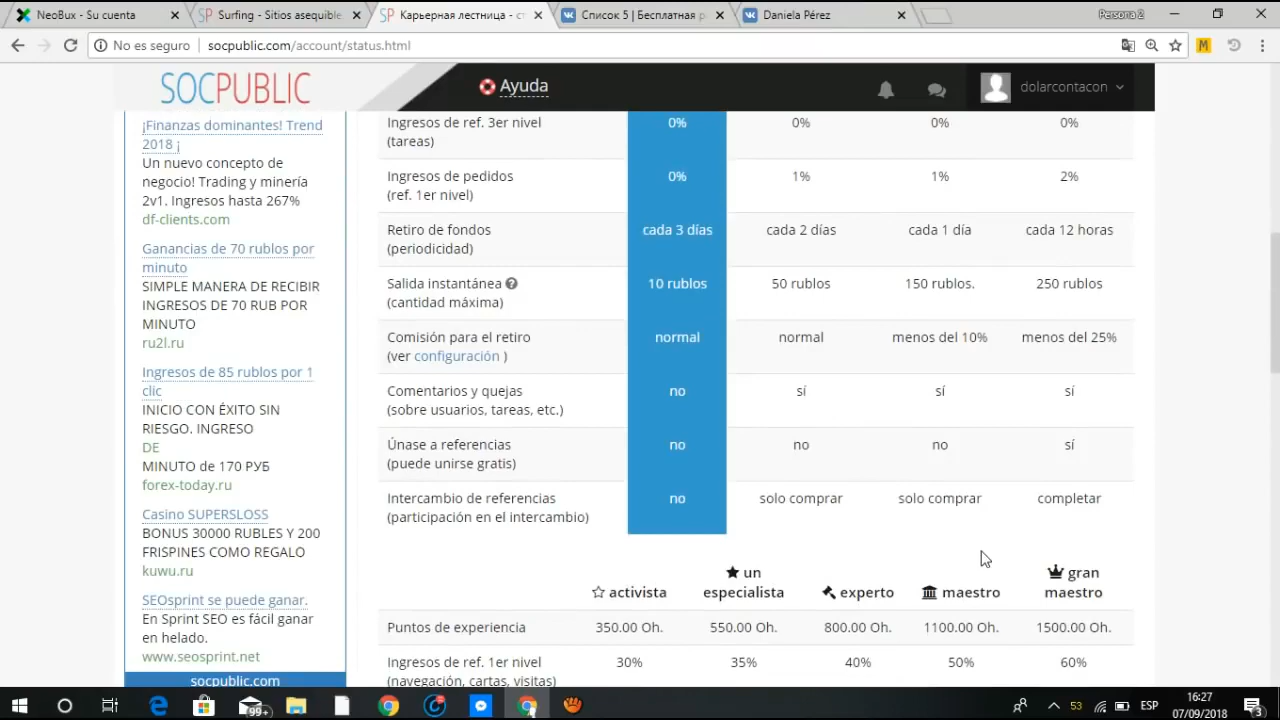 NeoBux - Su cuenta
Surfing - Sitios asequible
Карьерная лестница - ст
Список 5 | Бесплатная р
Daniela Pérez
Persona 2
No es seguro
socpublic.com/account/status.html
SOCPUBLIC
Ayuda
dolarcontacon
¡Finanzas dominantes! Trend
2018 ¡
Un nuevo concepto de
negocio! Trading y minería
2v1. Ingresos hasta 267%
df-clients.com
Ganancias de 70 rublos por
minuto
SIMPLE MANERA DE RECIBIR
INGRESOS DE 70 RUB POR
MINUTO
ru2l.ru
Ingresos de 85 rublos por 1
clic
INICIO CON ÉXITO SIN
RIESGO. INGRESO
DE
MINUTO de 170 РУБ
forex-today.ru
Casino SUPERSLOSS
BONUS 30000 RUBLES Y 200
FRISPINES COMO REGALO
kuwu.ru
SEOsprint se puede ganar.
En Sprint SEO es fácil ganar
en helado.
www.seosprint.net
socpublic.com
Ingresos de ref. 3er nivel 0% 0% 0% 0%
(tareas)
Ingresos de pedidos 0% 1% 1% 2%
(ref. 1er nivel)
Retiro de fondos cada 3 días cada 2 días cada 1 día cada 12 horas
(periodicidad)
Salida instantánea 10 rublos 50 rublos 150 rublos. 250 rublos
(cantidad máxima)
Comisión para el retiro normal normal menos del 10% menos del 25%
(ver configuración )
Comentarios y quejas no sí sí sí
(sobre usuarios, tareas, etc.)
Únase a referencias no no no sí
(puede unirse gratis)
Intercambio de referencias no solo comprar solo comprar completar
(participación en el intercambio)
un gran
activista especialista experto maestro maestro
Puntos de experiencia 350.00 Oh. 550.00 Oh. 800.00 Oh. 1100.00 Oh. 1500.00 Oh.
Ingresos de ref. 1er nivel 30% 35% 40% 50% 60%
(navegación, cartas, visitas)
99+
53
ESP
16:27
07/09/2018
3